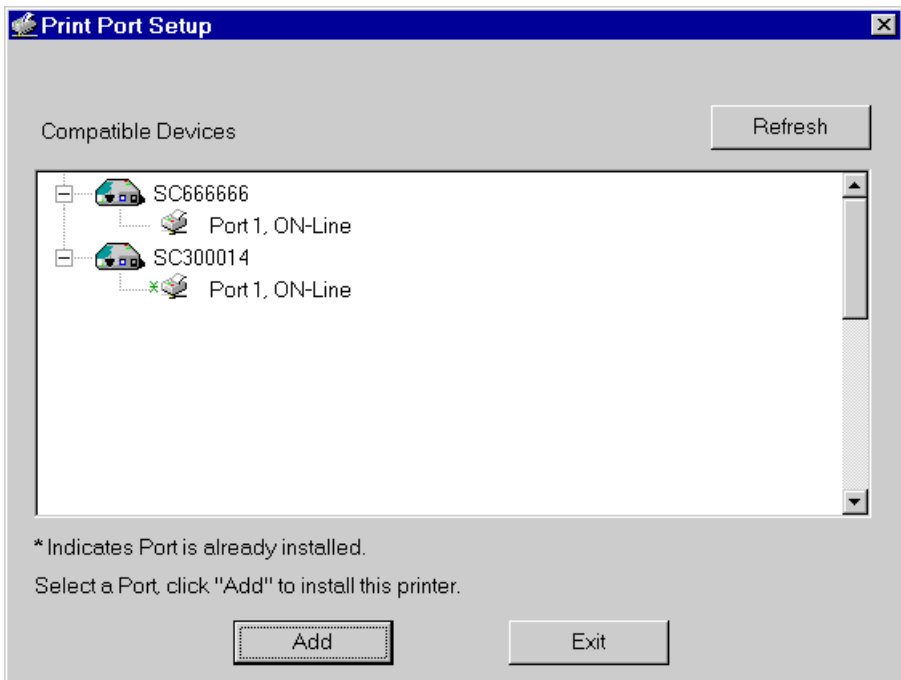 Print Port Setup
Compatible Devices
Refresh
SC666666
Port 1, ON-Line
SC300014
* Port 1, ON-Line
* Indicates Port is already installed.
Select a Port, click "Add" to install this printer.
Add Exit